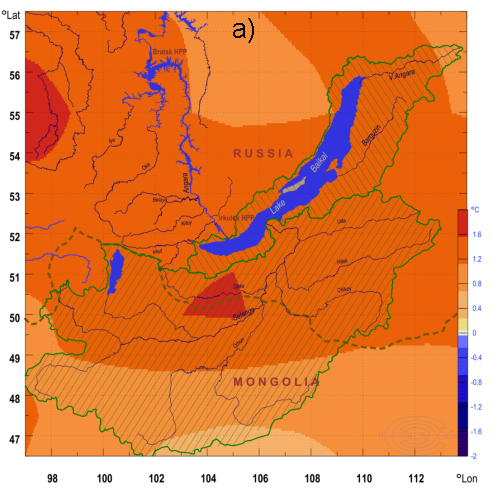 °Lat
a)
57
56
55
54
53
52
51
50
49
48
47
Bratsk HPP
V.Angara
Barguzin
RUSSIA
Lake Baikal
Angara
Iya
Oka
Belaya
Kitoy
Irkut
Irkutsk HPP
Uda
Khilok
Chikoy
Dzida
Selenga
Orhon
MONGOLIA
°C
1.6
1.2
0.8
0.4
0
-0.4
-0.8
-1.2
-1.6
-2
98 100 102 104 106 108 110 112 °Lon